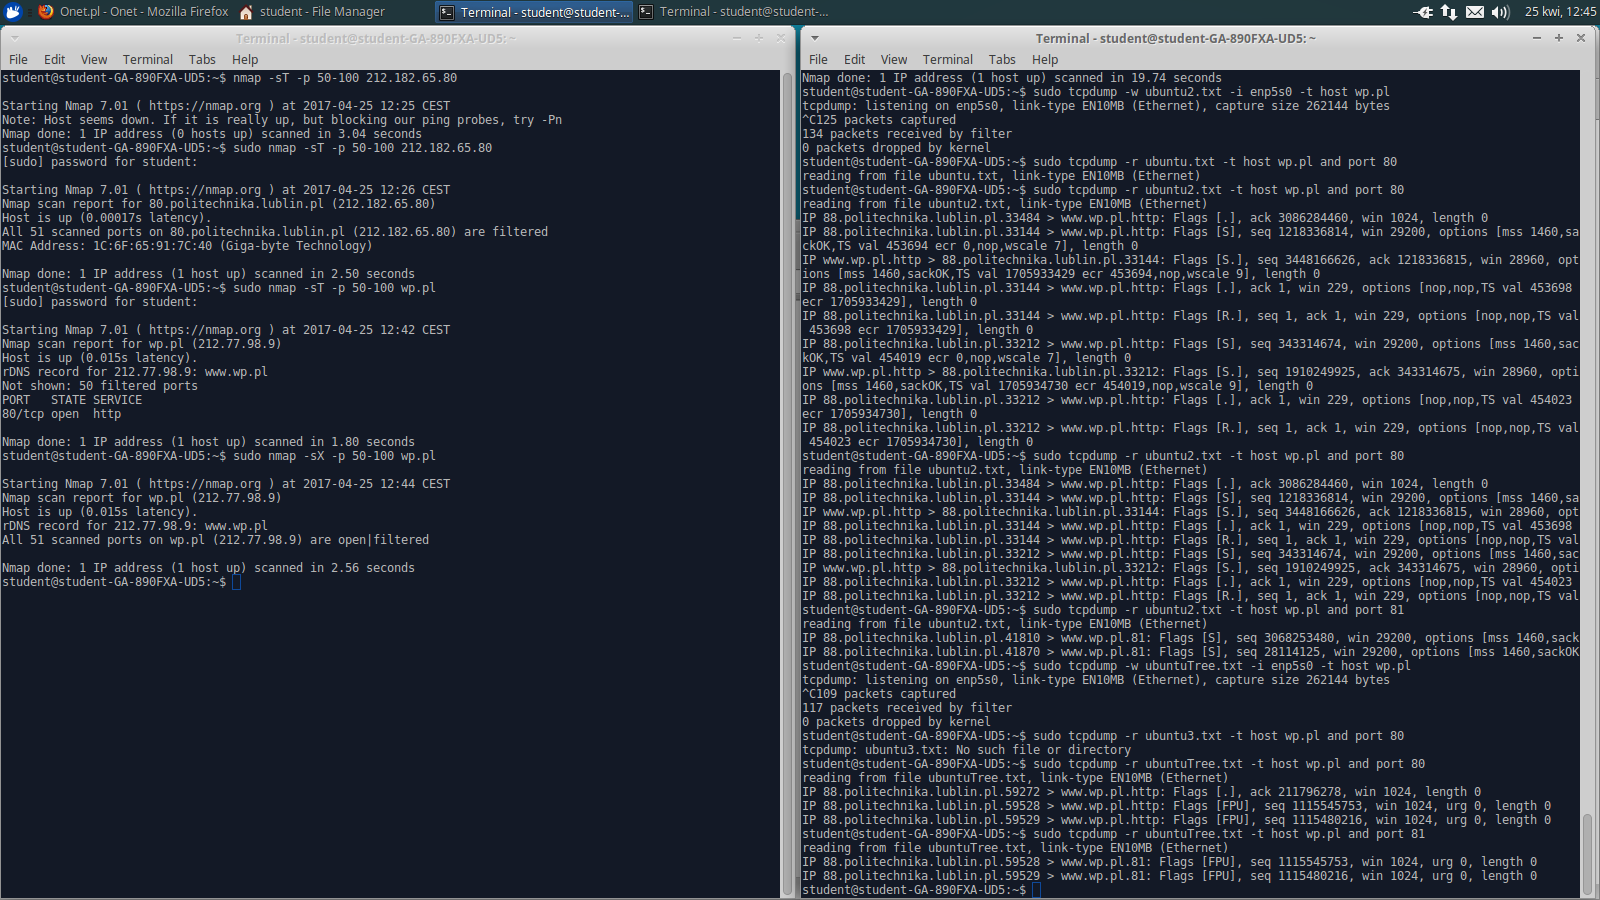 Onet.pl - Onet - Mozilla Firefox
student - File Manager
Terminal - student@student-...
Terminal - student@student-...
25 kwi, 12:45
Terminal - student@student-GA-890FXA-UD5: ~
File Edit View Terminal Tabs Help
student@student-GA-890FXA-UD5:~$ nmap -sT -p 50-100 212.182.65.80
Starting Nmap 7.01 ( https://nmap.org ) at 2017-04-25 12:25 CEST
Note: Host seems down. If it is really up, but blocking our ping probes, try -Pn
Nmap done: 1 IP address (0 hosts up) scanned in 3.04 seconds
student@student-GA-890FXA-UD5:~$ sudo nmap -sT -p 50-100 212.182.65.80
[sudo] password for student:
Starting Nmap 7.01 ( https://nmap.org ) at 2017-04-25 12:26 CEST
Nmap scan report for 80.politechnika.lublin.pl (212.182.65.80)
Host is up (0.00017s latency).
All 51 scanned ports on 80.politechnika.lublin.pl (212.182.65.80) are filtered
MAC Address: 1C:6F:65:91:7C:40 (Giga-byte Technology)
Nmap done: 1 IP address (1 host up) scanned in 2.50 seconds
student@student-GA-890FXA-UD5:~$ sudo nmap -sT -p 50-100 wp.pl
[sudo] password for student:
Starting Nmap 7.01 ( https://nmap.org ) at 2017-04-25 12:42 CEST
Nmap scan report for wp.pl (212.77.98.9)
Host is up (0.015s latency).
rDNS record for 212.77.98.9: www.wp.pl
Not shown: 50 filtered ports
PORT   STATE SERVICE
80/tcp open  http
Nmap done: 1 IP address (1 host up) scanned in 1.80 seconds
student@student-GA-890FXA-UD5:~$ sudo nmap -sX -p 50-100 wp.pl
Starting Nmap 7.01 ( https://nmap.org ) at 2017-04-25 12:44 CEST
Nmap scan report for wp.pl (212.77.98.9)
Host is up (0.015s latency).
rDNS record for 212.77.98.9: www.wp.pl
All 51 scanned ports on wp.pl (212.77.98.9) are open|filtered
Nmap done: 1 IP address (1 host up) scanned in 2.56 seconds
student@student-GA-890FXA-UD5:~$
Terminal - student@student-GA-890FXA-UD5: ~
File Edit View Terminal Tabs Help
Nmap done: 1 IP address (1 host up) scanned in 19.74 seconds
student@student-GA-890FXA-UD5:~$ sudo tcpdump -w ubuntu2.txt -i enp5s0 -t host wp.pl
tcpdump: listening on enp5s0, link-type EN10MB (Ethernet), capture size 262144 bytes
^C125 packets captured
134 packets received by filter
0 packets dropped by kernel
student@student-GA-890FXA-UD5:~$ sudo tcpdump -r ubuntu.txt -t host wp.pl and port 80
reading from file ubuntu.txt, link-type EN10MB (Ethernet)
student@student-GA-890FXA-UD5:~$ sudo tcpdump -r ubuntu2.txt -t host wp.pl and port 80
reading from file ubuntu2.txt, link-type EN10MB (Ethernet)
IP 88.politechnika.lublin.pl.33484 > www.wp.pl.http: Flags [.], ack 3086284460, win 1024, length 0
IP 88.politechnika.lublin.pl.33144 > www.wp.pl.http: Flags [S], seq 1218336814, win 29200, options [mss 1460,sa
ckOK,TS val 453694 ecr 0,nop,wscale 7], length 0
IP www.wp.pl.http > 88.politechnika.lublin.pl.33144: Flags [S.], seq 3448166626, ack 1218336815, win 28960, opt
ions [mss 1460,sackOK,TS val 1705933429 ecr 453694,nop,wscale 9], length 0
IP 88.politechnika.lublin.pl.33144 > www.wp.pl.http: Flags [.], ack 1, win 229, options [nop,nop,TS val 453698
ecr 1705933429], length 0
IP 88.politechnika.lublin.pl.33144 > www.wp.pl.http: Flags [R.], seq 1, ack 1, win 229, options [nop,nop,TS val
453698 ecr 1705933429], length 0
IP 88.politechnika.lublin.pl.33212 > www.wp.pl.http: Flags [S], seq 343314674, win 29200, options [mss 1460,sac
kOK,TS val 454019 ecr 0,nop,wscale 7], length 0
IP www.wp.pl.http > 88.politechnika.lublin.pl.33212: Flags [S.], seq 1910249925, ack 343314675, win 28960, opti
ons [mss 1460,sackOK,TS val 1705934730 ecr 454019,nop,wscale 9], length 0
IP 88.politechnika.lublin.pl.33212 > www.wp.pl.http: Flags [.], ack 1, win 229, options [nop,nop,TS val 454023
ecr 1705934730], length 0
IP 88.politechnika.lublin.pl.33212 > www.wp.pl.http: Flags [R.], seq 1, ack 1, win 229, options [nop,nop,TS val
454023 ecr 1705934730], length 0
student@student-GA-890FXA-UD5:~$ sudo tcpdump -r ubuntu2.txt -t host wp.pl and port 80
reading from file ubuntu2.txt, link-type EN10MB (Ethernet)
IP 88.politechnika.lublin.pl.33484 > www.wp.pl.http: Flags [.], ack 3086284460, win 1024, length 0
IP 88.politechnika.lublin.pl.33144 > www.wp.pl.http: Flags [S], seq 1218336814, win 29200, options [mss 1460,sa
IP www.wp.pl.http > 88.politechnika.lublin.pl.33144: Flags [S.], seq 3448166626, ack 1218336815, win 28960, opt
IP 88.politechnika.lublin.pl.33144 > www.wp.pl.http: Flags [.], ack 1, win 229, options [nop,nop,TS val 453698
IP 88.politechnika.lublin.pl.33144 > www.wp.pl.http: Flags [R.], seq 1, ack 1, win 229, options [nop,nop,TS val
IP 88.politechnika.lublin.pl.33212 > www.wp.pl.http: Flags [S], seq 343314674, win 29200, options [mss 1460,sac
IP www.wp.pl.http > 88.politechnika.lublin.pl.33212: Flags [S.], seq 1910249925, ack 343314675, win 28960, opti
IP 88.politechnika.lublin.pl.33212 > www.wp.pl.http: Flags [.], ack 1, win 229, options [nop,nop,TS val 454023
IP 88.politechnika.lublin.pl.33212 > www.wp.pl.http: Flags [R.], seq 1, ack 1, win 229, options [nop,nop,TS val
student@student-GA-890FXA-UD5:~$ sudo tcpdump -r ubuntu2.txt -t host wp.pl and port 81
reading from file ubuntu2.txt, link-type EN10MB (Ethernet)
IP 88.politechnika.lublin.pl.41810 > www.wp.pl.81: Flags [S], seq 3068253480, win 29200, options [mss 1460,sack
IP 88.politechnika.lublin.pl.41870 > www.wp.pl.81: Flags [S], seq 28114125, win 29200, options [mss 1460,sackOK
student@student-GA-890FXA-UD5:~$ sudo tcpdump -w ubuntuTree.txt -i enp5s0 -t host wp.pl
tcpdump: listening on enp5s0, link-type EN10MB (Ethernet), capture size 262144 bytes
^C109 packets captured
117 packets received by filter
0 packets dropped by kernel
student@student-GA-890FXA-UD5:~$ sudo tcpdump -r ubuntu3.txt -t host wp.pl and port 80
tcpdump: ubuntu3.txt: No such file or directory
student@student-GA-890FXA-UD5:~$ sudo tcpdump -r ubuntuTree.txt -t host wp.pl and port 80
reading from file ubuntuTree.txt, link-type EN10MB (Ethernet)
IP 88.politechnika.lublin.pl.59272 > www.wp.pl.http: Flags [.], ack 211796278, win 1024, length 0
IP 88.politechnika.lublin.pl.59528 > www.wp.pl.http: Flags [FPU], seq 1115545753, win 1024, urg 0, length 0
IP 88.politechnika.lublin.pl.59529 > www.wp.pl.http: Flags [FPU], seq 1115480216, win 1024, urg 0, length 0
student@student-GA-890FXA-UD5:~$ sudo tcpdump -r ubuntuTree.txt -t host wp.pl and port 81
reading from file ubuntuTree.txt, link-type EN10MB (Ethernet)
IP 88.politechnika.lublin.pl.59528 > www.wp.pl.81: Flags [FPU], seq 1115545753, win 1024, urg 0, length 0
IP 88.politechnika.lublin.pl.59529 > www.wp.pl.81: Flags [FPU], seq 1115480216, win 1024, urg 0, length 0
student@student-GA-890FXA-UD5:~$